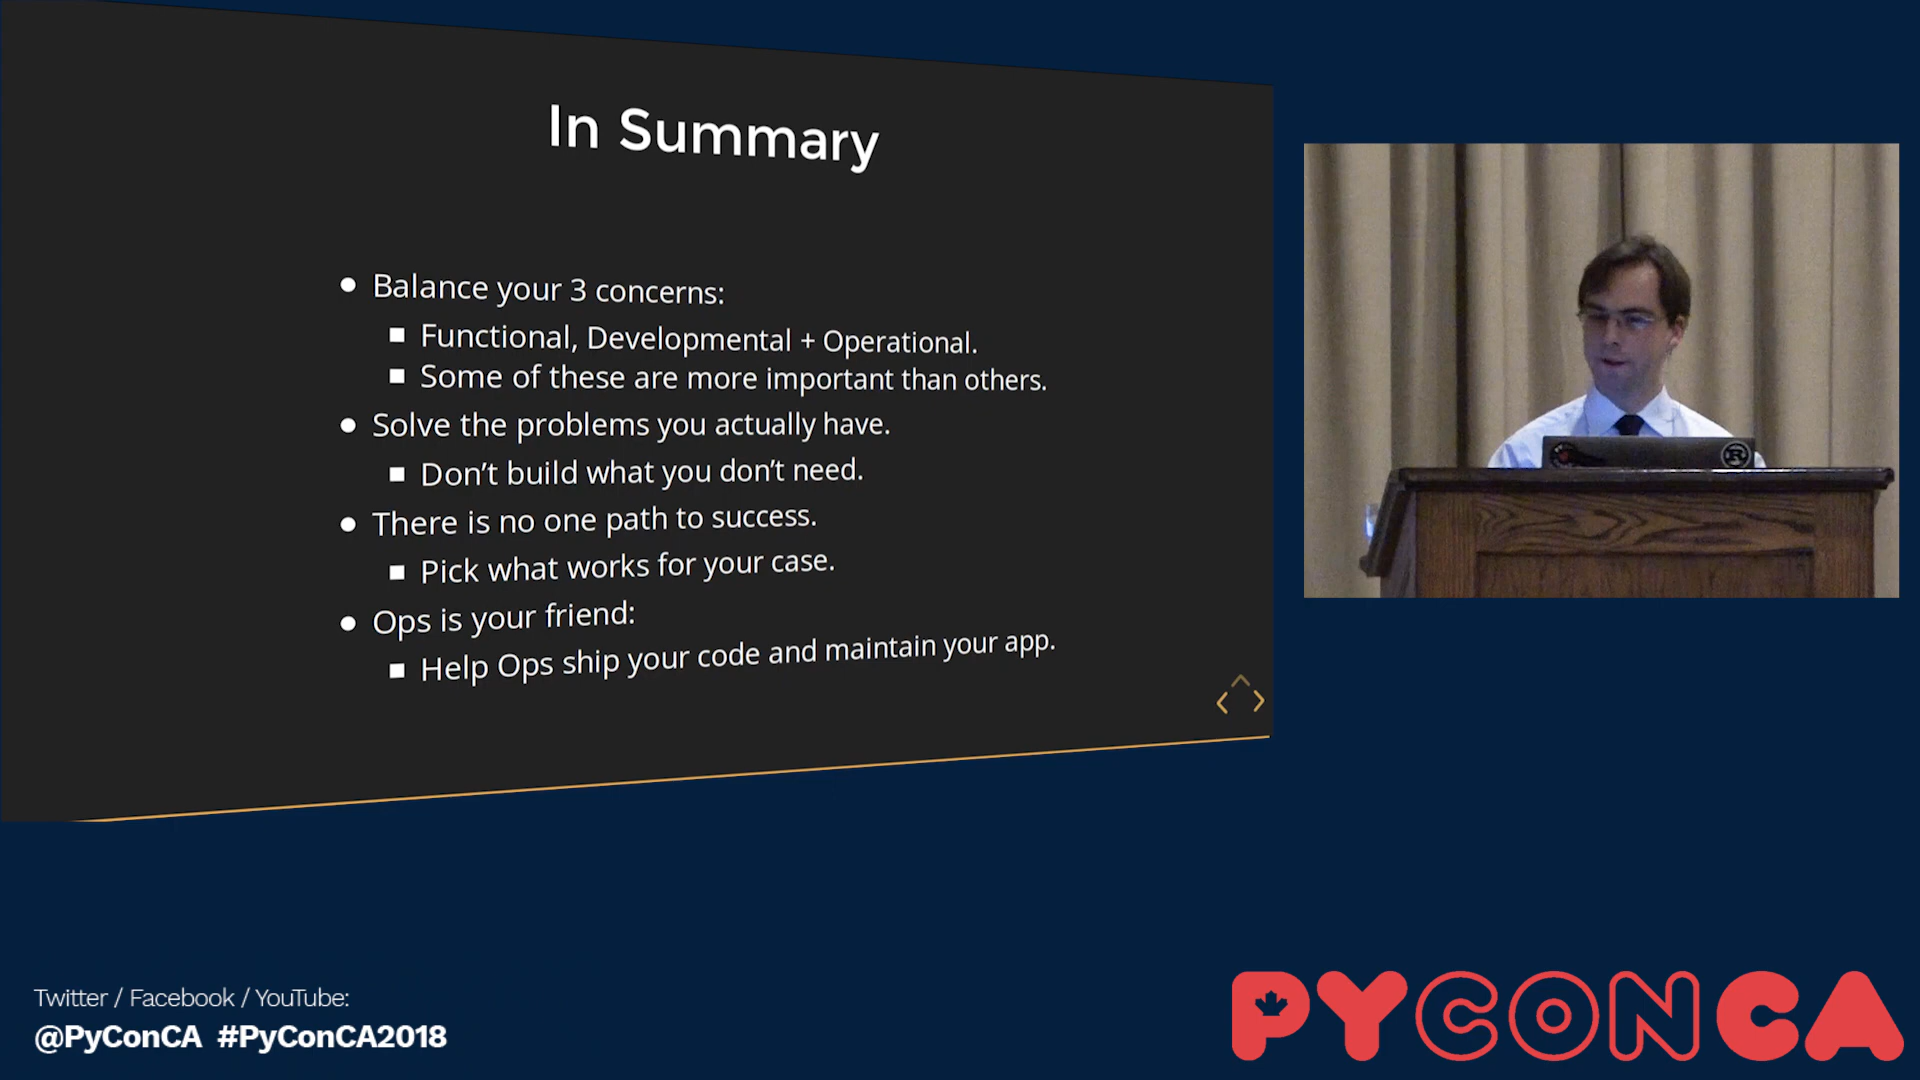 In Summary
Balance your 3 concerns:
Functional, Developmental + Operational.
Some of these are more important than others.
Solve the problems you actually have.
Don't build what you don't need.
There is no one path to success.
Pick what works for your case.
Ops is your friend:
Help Ops ship your code and maintain your app.
R
Twitter / Facebook / YouTube:
@PyConCA #PyConCA2018
PYCONCA